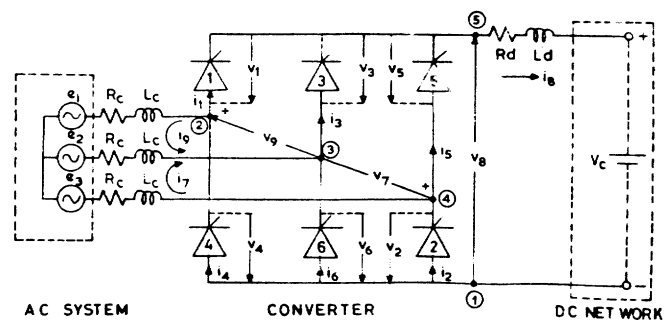 ⑤
Rd Ld
+
i8
1 v1 3 v3 v5 5
e1 Rc Lc i1
② + i3
e2 Rc Lc i9 v9 i5 v8 Vc
③
e3 Rc Lc i7 v7 +
④
4 v4 6 v6 v2 2
i4 i6 i2
① −
AC SYSTEM CONVERTER DC NETWORK